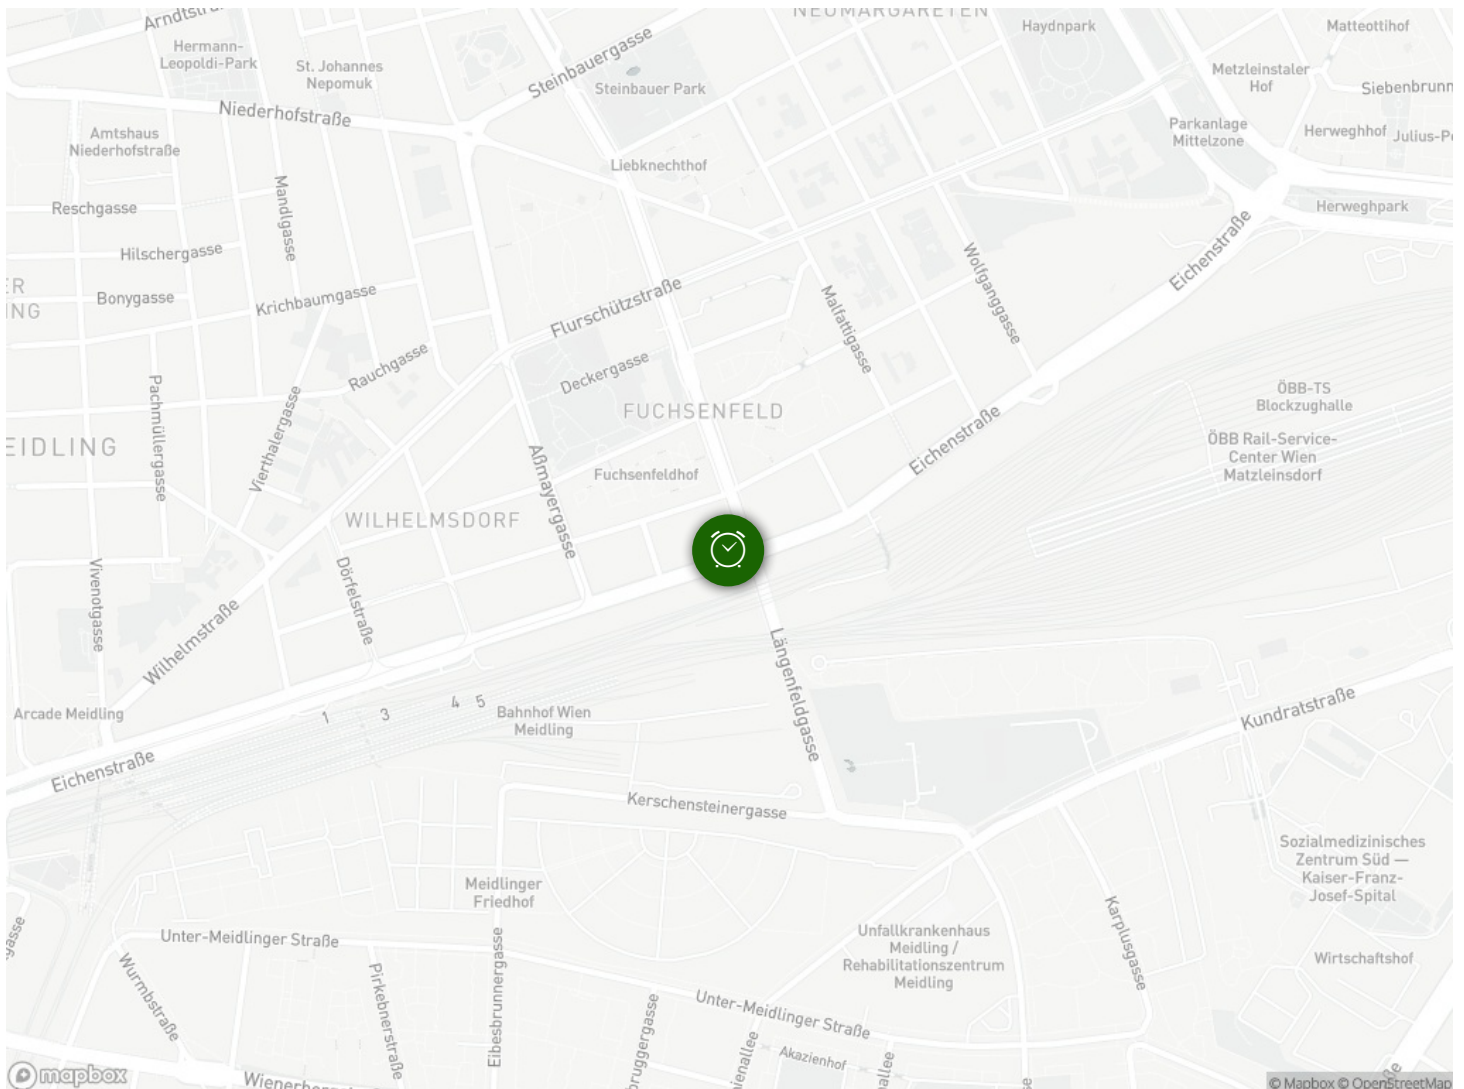 NEUMARGARETEN
Haydnpark
Matteottihof
Hermann-
Leopoldi-Park
St. Johannes
Nepomuk
Steinbauergasse
Steinbauer Park
Metzleinstaler
Hof
Siebenbrunn
Niederhofstraße
Amtshaus
Niederhofstraße
Parkanlage
Mittelzone
Herweghhof
Liebknechthof
Mandlgasse
Reschgasse
Herweghpark
Hilschergasse
Eichenstraße
Wolfganggasse
Bonygasse
Krichbaumgasse
Flurschützstraße
Malfattigasse
Rauchgasse
Deckergasse
ÖBB-TS
Blockzughalle
Pachmüllergasse
Vierthalergasse
FUCHSENFELD
Eichenstraße
ÖBB Rail-Service-
Center Wien
Matzleinsdorf
EIDLING
Aßmayergasse
Fuchsenfeldhof
WILHELMSDORF
Vivenotgasse
Dörfelstraße
Wilhelmstraße
Längenfeldgasse
Arcade Meidling
1
3
4
5
Bahnhof Wien
Meidling
Kundratstraße
Eichenstraße
Kerschensteinergasse
Sozialmedizinisches
Zentrum Süd —
Kaiser-Franz-
Josef-Spital
Meidlinger
Friedhof
Karplusgasse
Unfallkrankenhaus
Meidling /
Rehabilitationszentrum
Meidling
gasse
Unter-Meidlinger Straße
Wirtschaftshof
Wurmbstraße
Pirkebnerstraße
Eibesbrunnergasse
Unter-Meidlinger Straße
bruggergasse
ienallee
Akazienhof
allee
mapbox
© Mapbox © OpenStreetMap